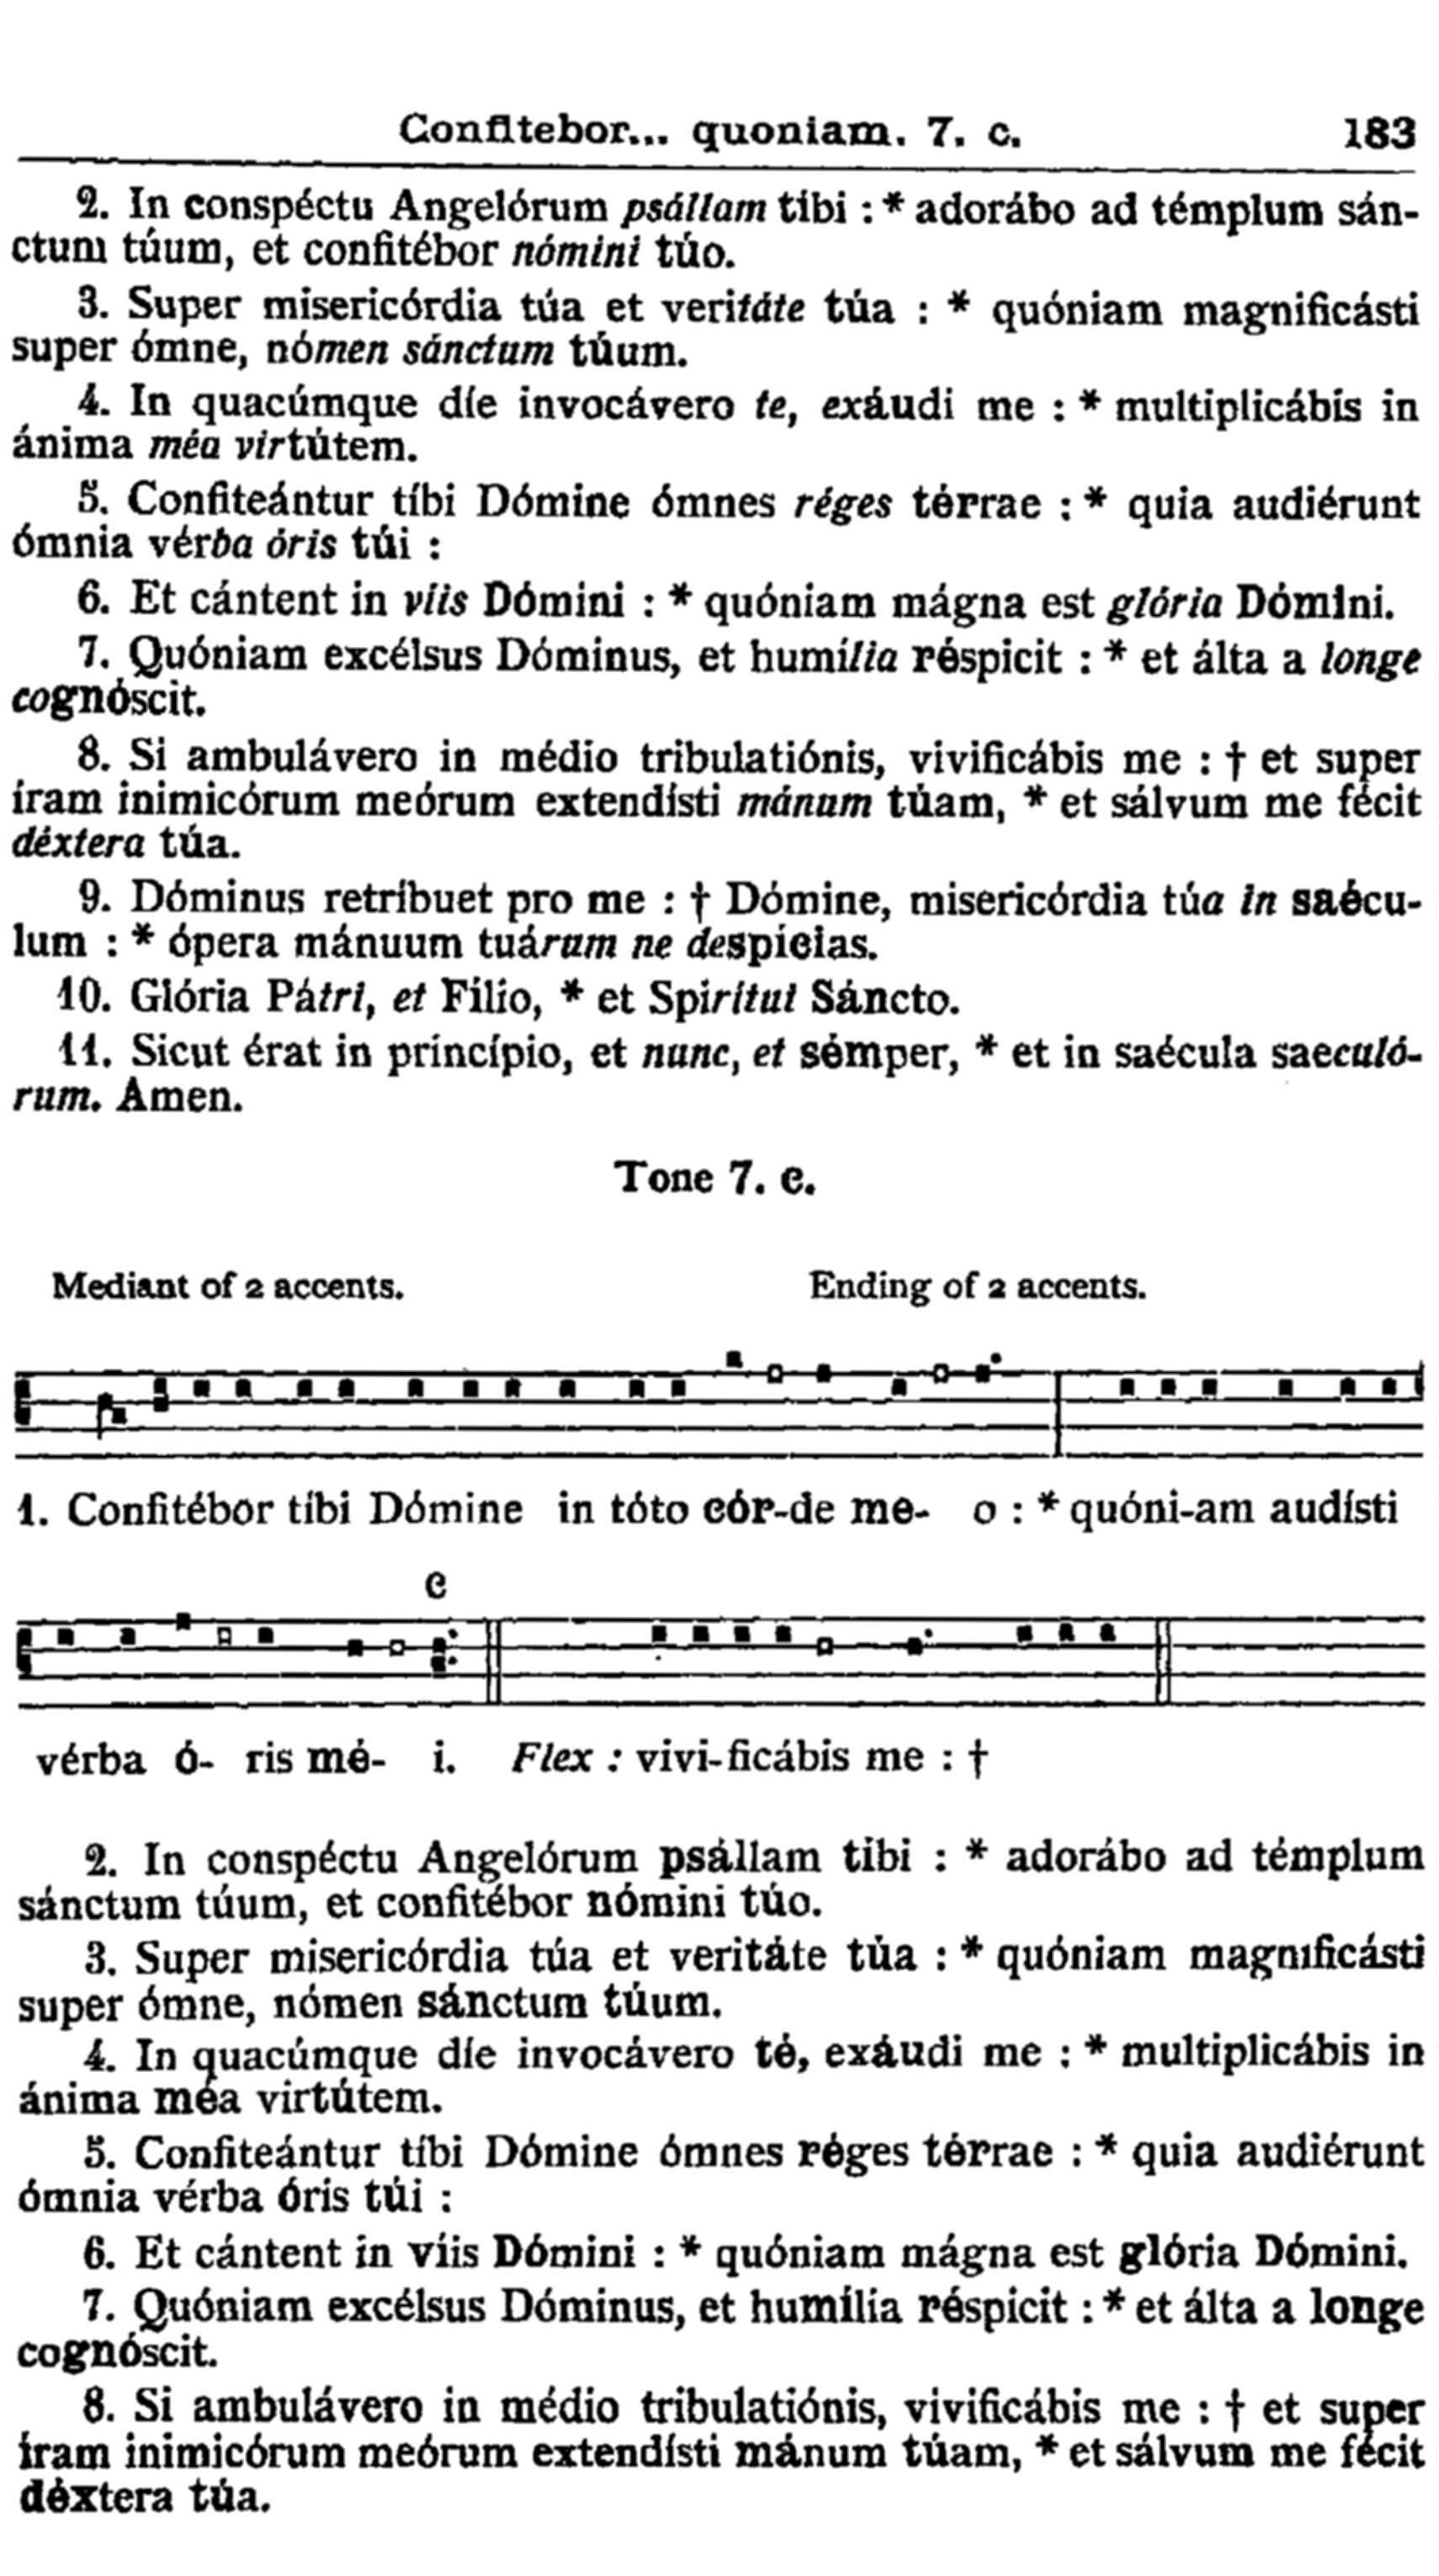 Confitebor... quoniam. 7. c. 183
2. In conspéctu Angelórum psállam tíbi : * adorábo ad témplum sán-
ctum túum, et confitébor nómini túo.
3. Super misericórdia túa et veritáte túa : * quóniam magnificásti
super ómne, nómen sánctum túum.
4. In quacúmque díe invocávero te, exáudi me : * multiplicábis in
ánima méa virtútem.
5. Confiteántur tíbi Dómine ómnes réges térrae : * quia audiérunt
ómnia vérba óris túi :
6. Et cántent in víis Dómini : * quóniam mágna est glória Dómini.
7. Quóniam excélsus Dóminus, et humília réspicit : * et álta a longe
cognóscit.
8. Si ambulávero in médio tribulatiónis, vivificábis me : † et super
íram inimicórum meórum extendísti mánum túam, * et sálvum me fécit
déxtera túa.
9. Dóminus retríbuet pro me : † Dómine, misericórdia túa in saécu-
lum : * ópera mánuum tuárum ne despícias.
10. Glória Pátri, et Fílio, * et Spirítui Sáncto.
11. Sicut érat in princípio, et nunc, et sémper, * et in saécula saeculó-
rum. Amen.
Tone 7. c.
Mediant of 2 accents. Ending of 2 accents.
1. Confitébor tíbi Dómine in tóto cór-de me- o : * quóni-am audísti
c
vérba ó- ris mé- i. Flex : vivi-ficábis me : †
2. In conspéctu Angelórum psállam tíbi : * adorábo ad témplum
sánctum túum, et confitébor nómini túo.
3. Super misericórdia túa et veritáte túa : * quóniam magnificásti
super ómne, nómen sánctum túum.
4. In quacúmque díe invocávero té, exáudi me : * multiplicábis in
ánima méa virtútem.
5. Confiteántur tíbi Dómine ómnes réges térrae : * quia audiérunt
ómnia vérba óris túi :
6. Et cántent in víis Dómini : * quóniam mágna est glória Dómini.
7. Quóniam excélsus Dóminus, et humília réspicit : * et álta a longe
cognóscit.
8. Si ambulávero in médio tribulatiónis, vivificábis me : † et super
íram inimicórum meórum extendísti mánum túam, * et sálvum me fécit
déxtera túa.